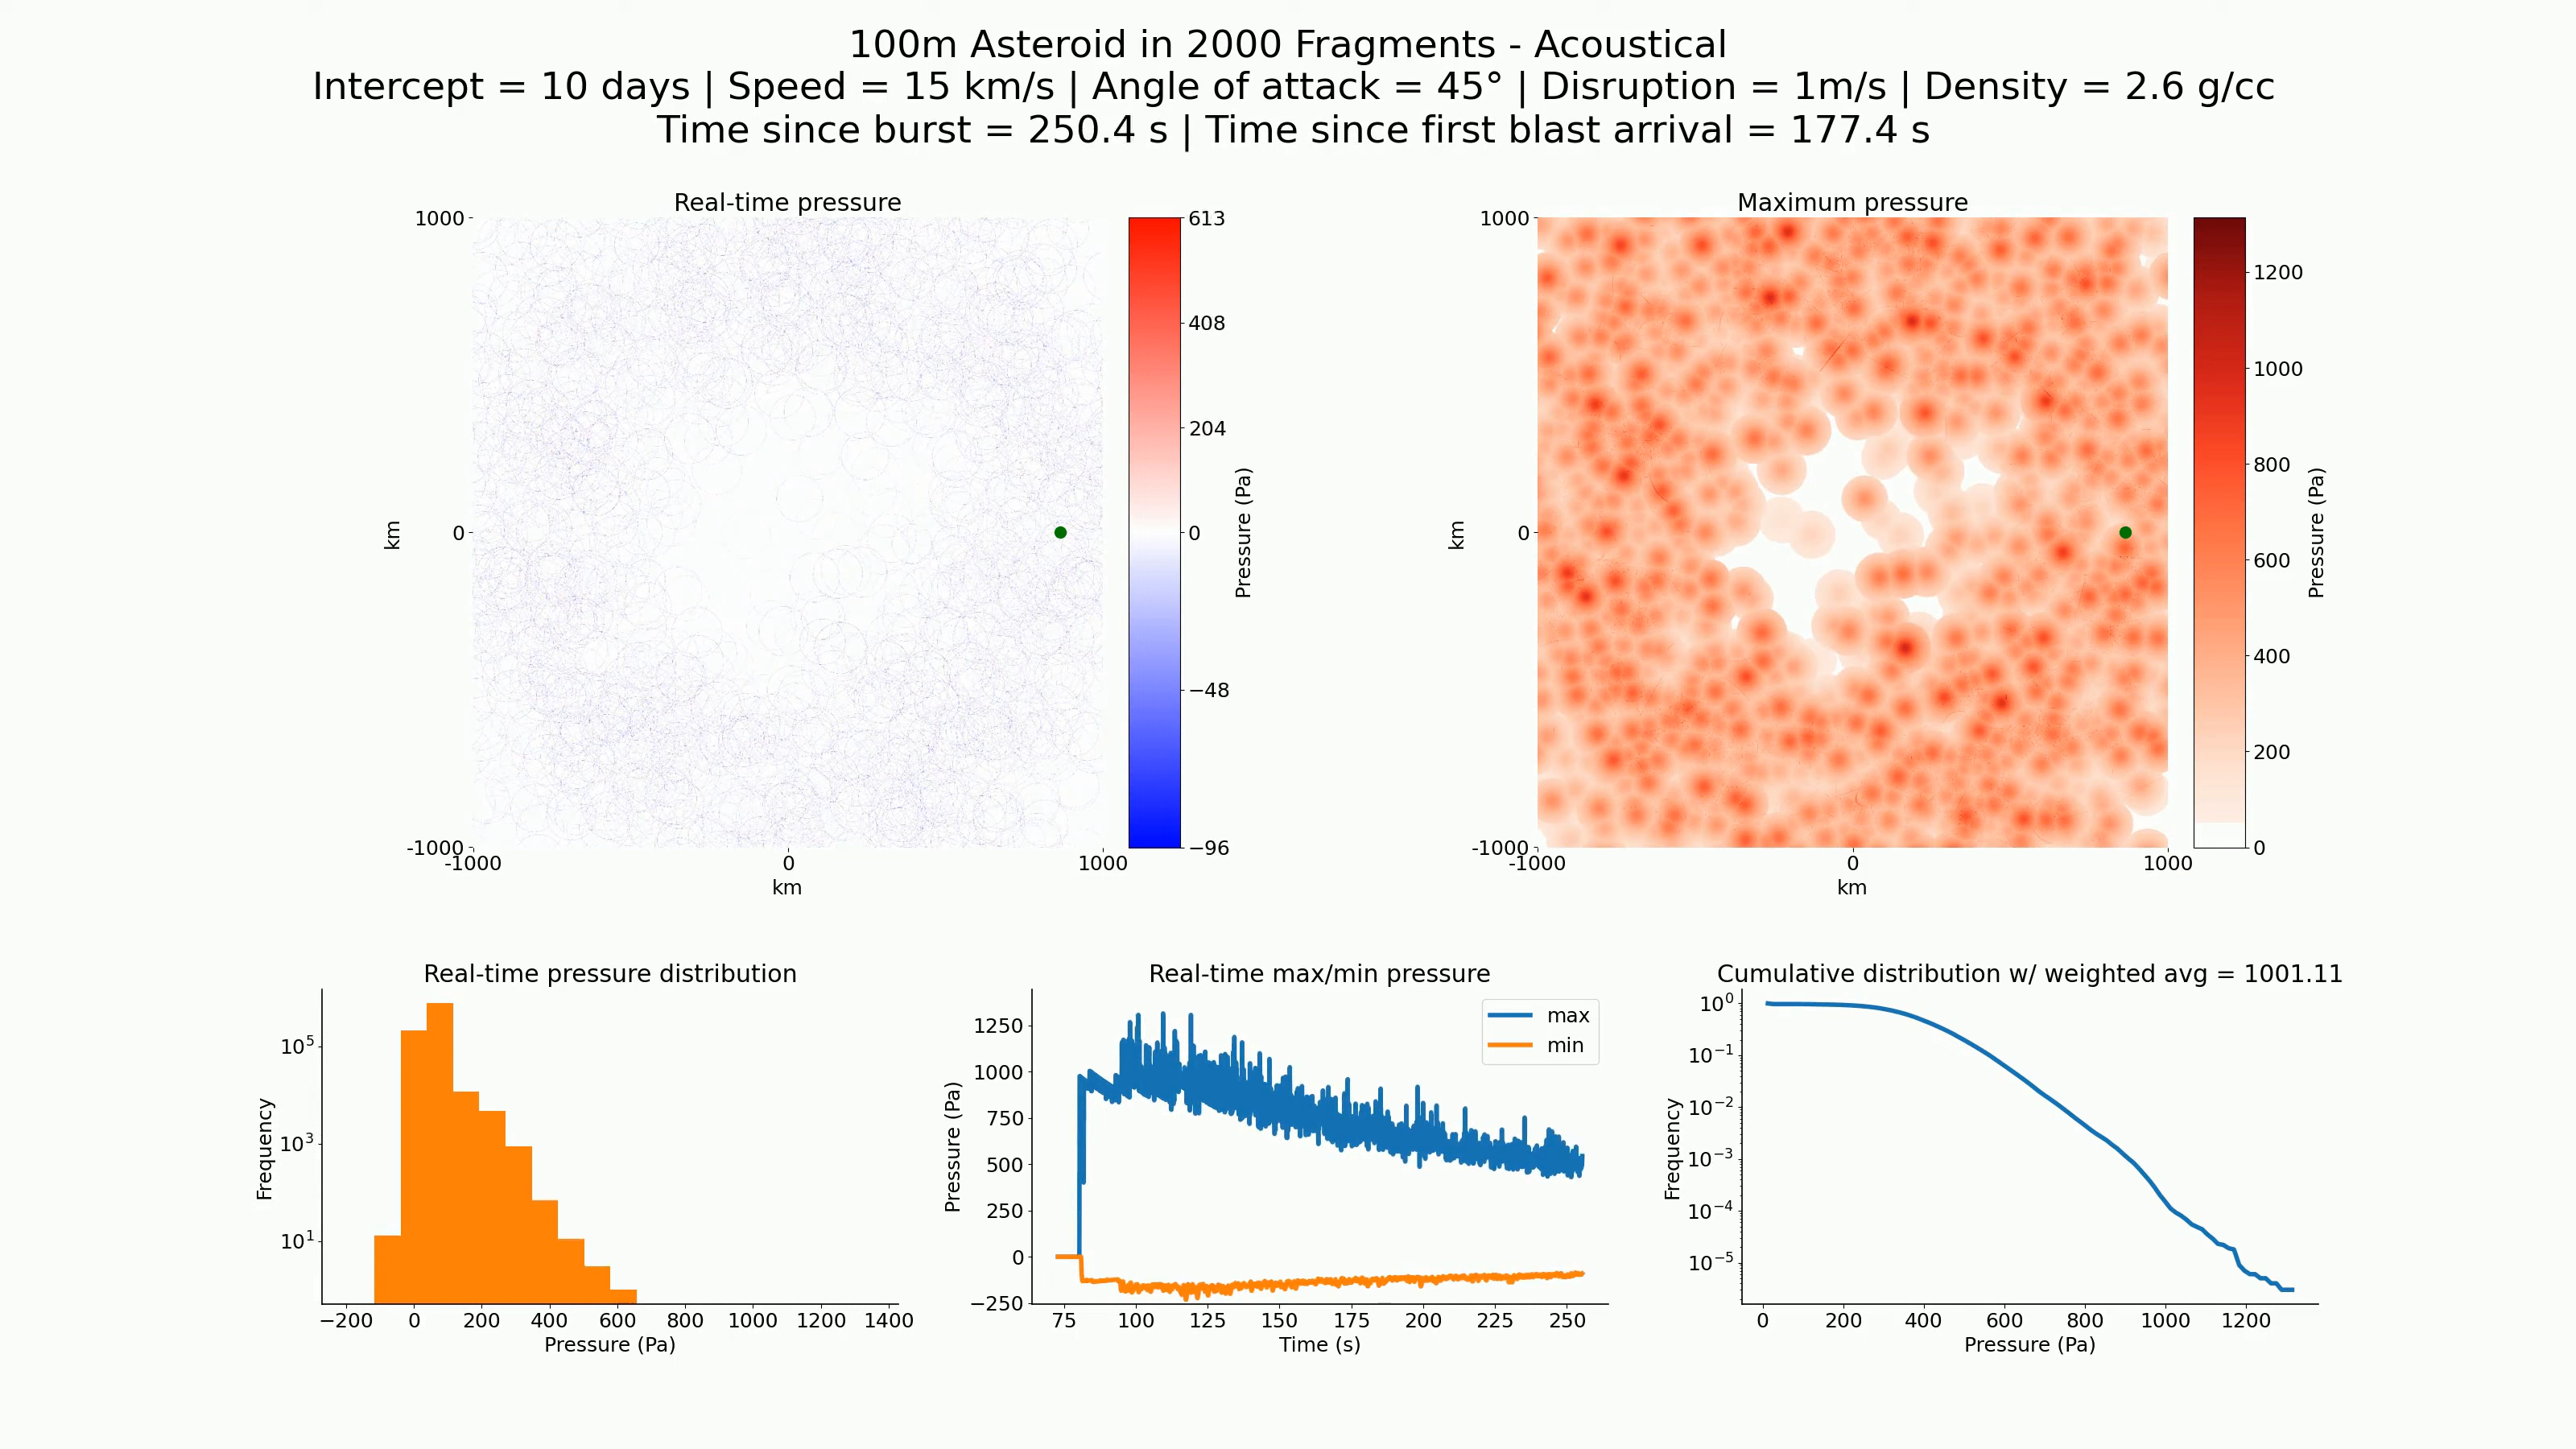 100m Asteroid in 2000 Fragments - Acoustical
Intercept = 10 days | Speed = 15 km/s | Angle of attack = 45° | Disruption = 1m/s | Density = 2.6 g/cc
Time since burst = 250.4 s | Time since first blast arrival = 177.4 s
Real-time pressure
1000
0
-1000
km
-1000
0
1000
km
613
408
204
0
−48
−96
Pressure (Pa)
Maximum pressure
1000
0
-1000
km
-1000
0
1000
km
1200
1000
800
600
400
200
0
Pressure (Pa)
Real-time pressure distribution
10⁵
10³
10¹
Frequency
−200 0 200 400 600 800 1000 1200 1400
Pressure (Pa)
Real-time max/min pressure
max
min
1250
1000
750
500
250
0
−250
Pressure (Pa)
75 100 125 150 175 200 225 250
Time (s)
Cumulative distribution w/ weighted avg = 1001.11
10⁰
10⁻¹
10⁻²
10⁻³
10⁻⁴
10⁻⁵
Frequency
0 200 400 600 800 1000 1200
Pressure (Pa)